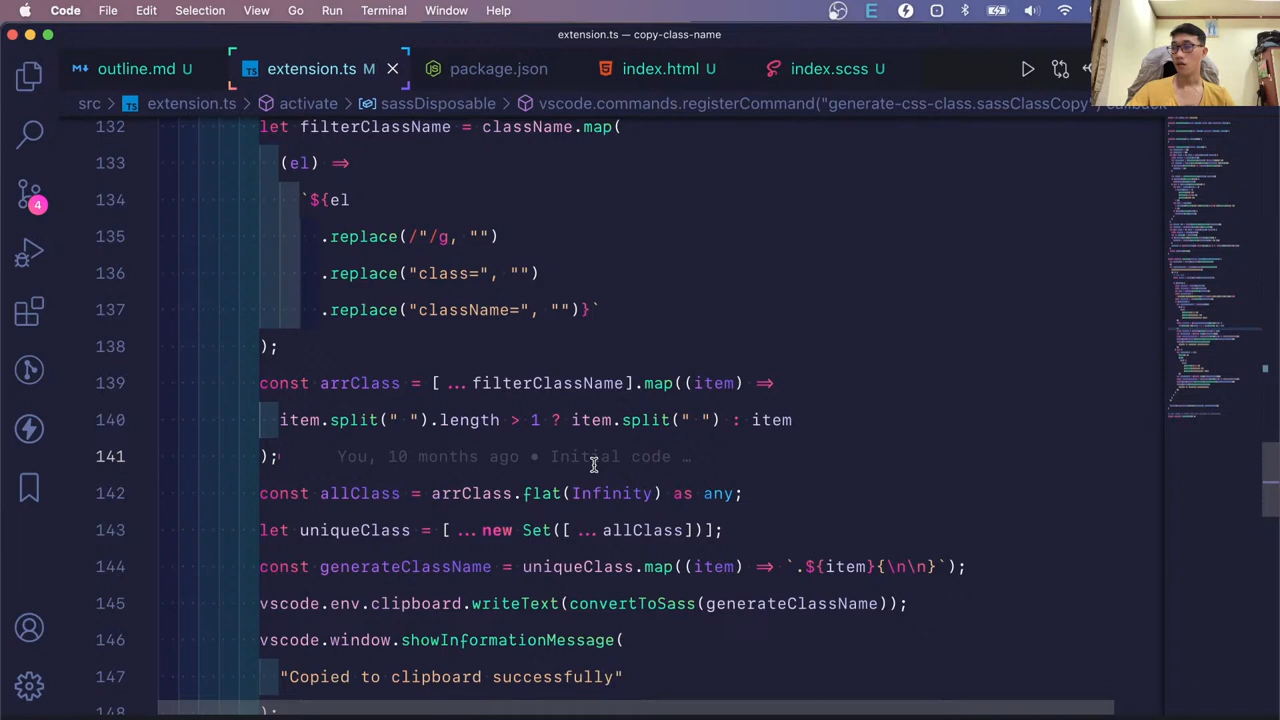 Code File Edit Selection View Go Run Terminal Window Help
extension.ts — copy-class-name
outline.md U extension.ts M package.json index.html U index.scss U
src extension.ts activate sassDisposable vscode.commands.registerCommand("generate-css-class.sassClassCopy") callback
132 let filterClassName = className.map(
133 (el) =>
134 `${el
135 .replace(/"/g, "")
136 .replace("class=", "")
137 .replace("className=", "")}`
138 );
139 const arrClass = [...filterClassName].map((item) =>
140 item.split(" ").length > 1 ? item.split(" ") : item
141 ); You, 10 months ago • Initial code …
142 const allClass = arrClass.flat(Infinity) as any;
143 let uniqueClass = [...new Set([...allClass])];
144 const generateClassName = uniqueClass.map((item) => `.${item}{\n\n}`);
145 vscode.env.clipboard.writeText(convertToSass(generateClassName));
146 vscode.window.showInformationMessage(
147 "Copied to clipboard successfully"
148 );
4